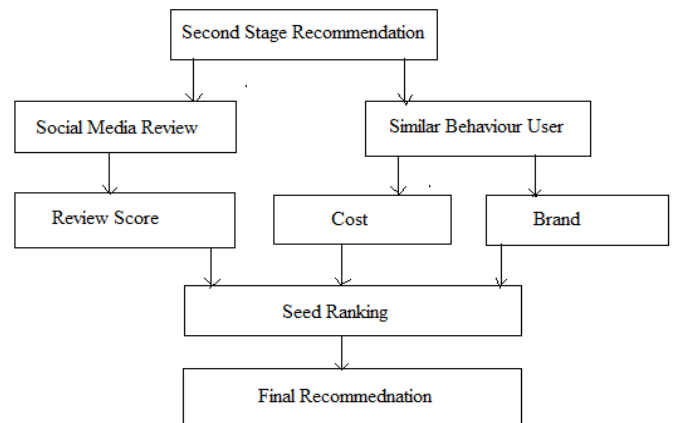 Second Stage Recommendation
Social Media Review
Similar Behaviour User
Review Score
Cost
Brand
Seed Ranking
Final Recommednation